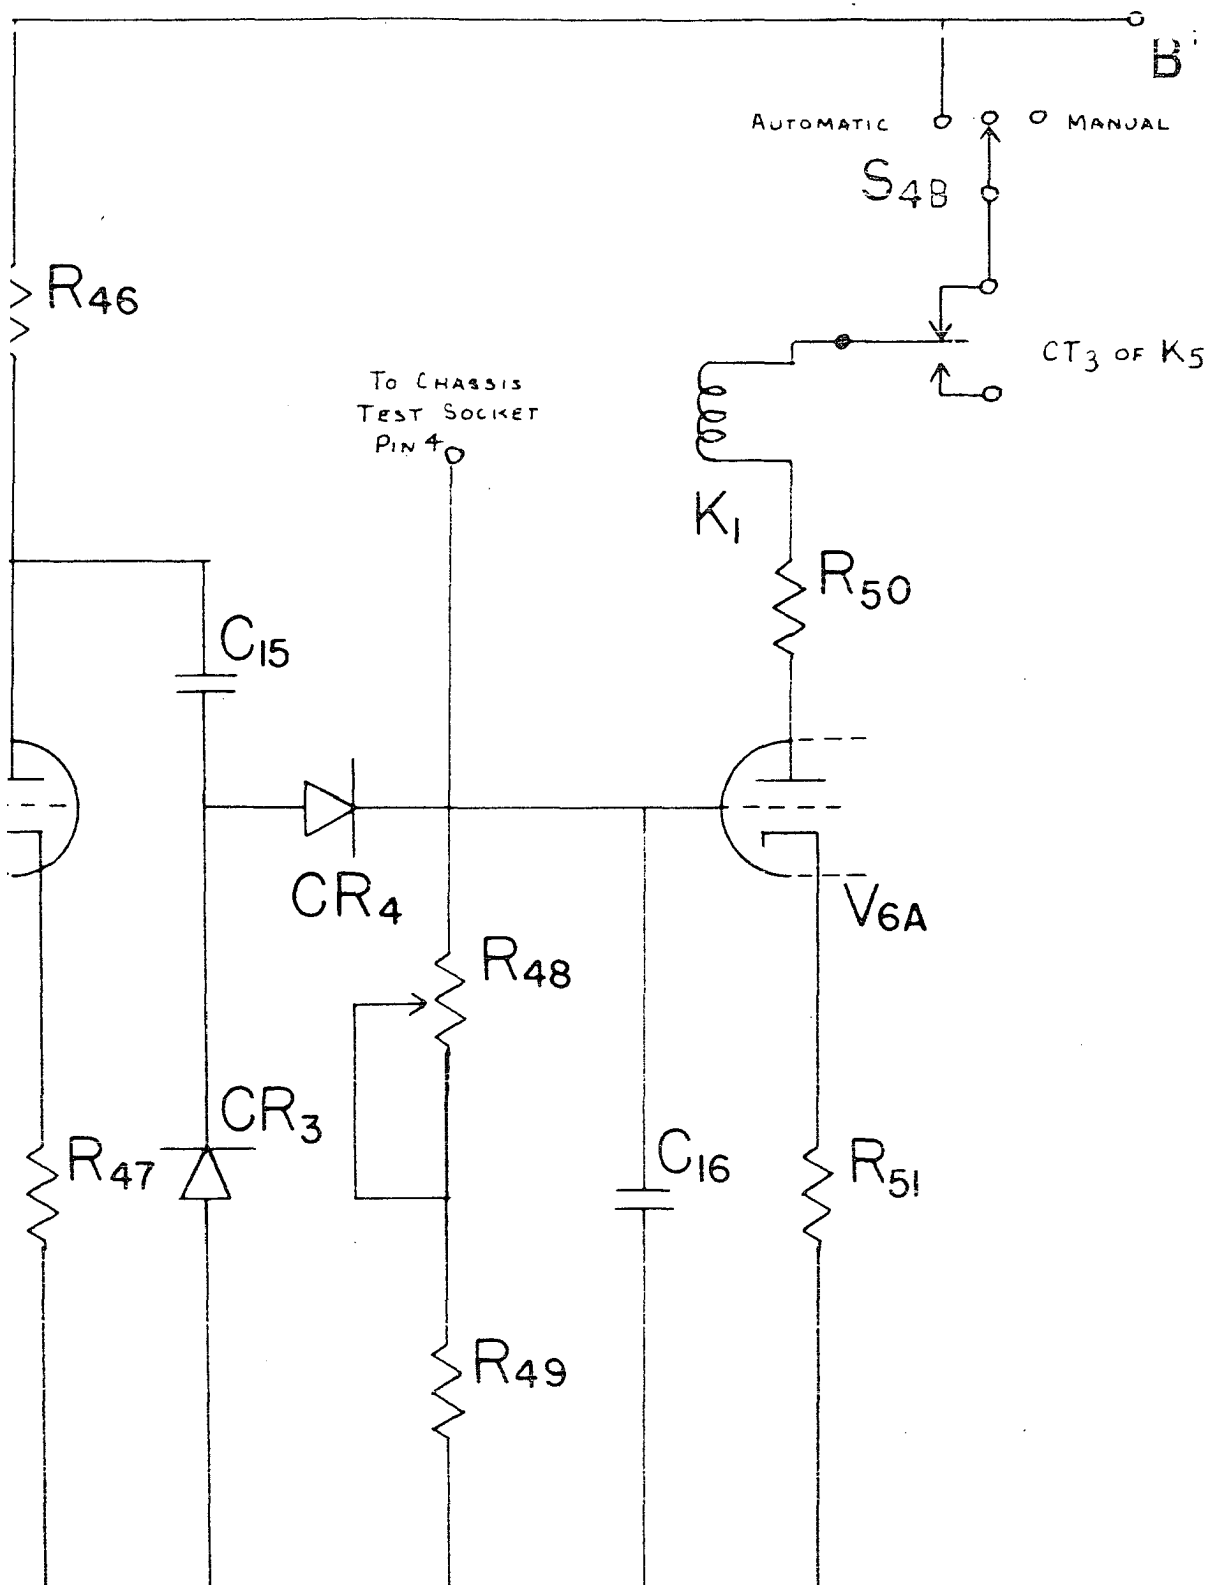 B
AUTOMATIC
MANUAL
S4B
R46
CT3 OF K5
TO CHASSIS
TEST SOCKET
PIN 4
K1
R50
C15
CR4
V6A
R48
CR3
R47
C16
R51
R49